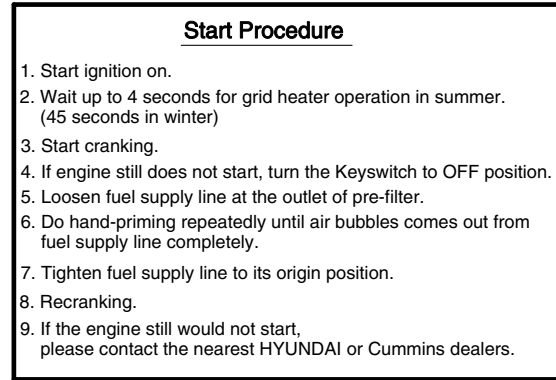 Start Procedure
1. Start ignition on.
2. Wait up to 4 seconds for grid heater operation in summer.
(45 seconds in winter)
3. Start cranking.
4. If engine still does not start, turn the Keyswitch to OFF position.
5. Loosen fuel supply line at the outlet of pre-filter.
6. Do hand-priming repeatedly until air bubbles comes out from
fuel supply line completely.
7. Tighten fuel supply line to its origin position.
8. Recranking.
9. If the engine still would not start,
please contact the nearest HYUNDAI or Cummins dealers.